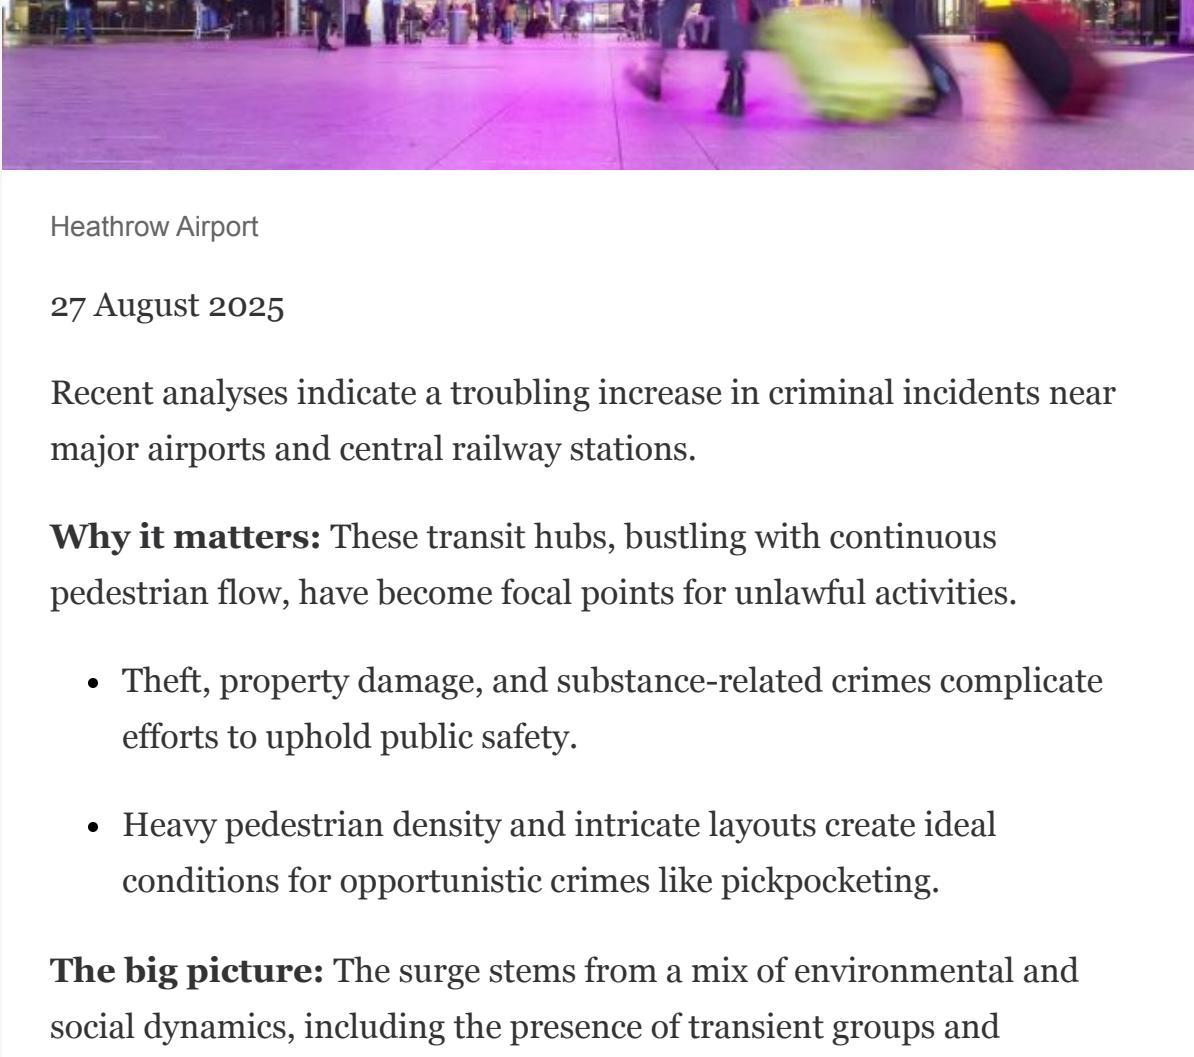 Heathrow Airport
27 August 2025
Recent analyses indicate a troubling increase in criminal incidents near
major airports and central railway stations.
Why it matters: These transit hubs, bustling with continuous
pedestrian flow, have become focal points for unlawful activities.
Theft, property damage, and substance-related crimes complicate
efforts to uphold public safety.
Heavy pedestrian density and intricate layouts create ideal
conditions for opportunistic crimes like pickpocketing.
The big picture: The surge stems from a mix of environmental and
social dynamics, including the presence of transient groups and